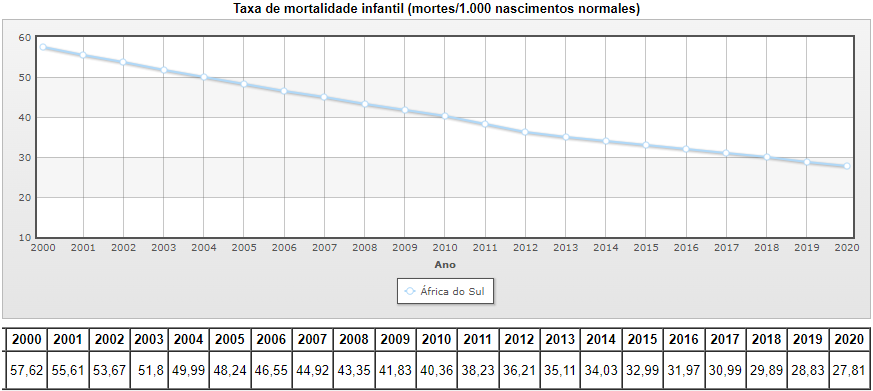 Taxa de mortalidade infantil (mortes/1.000 nascimentos normales)
60
50
40
30
20
10
2000 2001 2002 2003 2004 2005 2006 2007 2008 2009 2010 2011 2012 2013 2014 2015 2016 2017 2018 2019 2020
Ano
África do Sul
2000 2001 2002 2003 2004 2005 2006 2007 2008 2009 2010 2011 2012 2013 2014 2015 2016 2017 2018 2019 2020
57,62 55,61 53,67 51,8 49,99 48,24 46,55 44,92 43,35 41,83 40,36 38,23 36,21 35,11 34,03 32,99 31,97 30,99 29,89 28,83 27,81